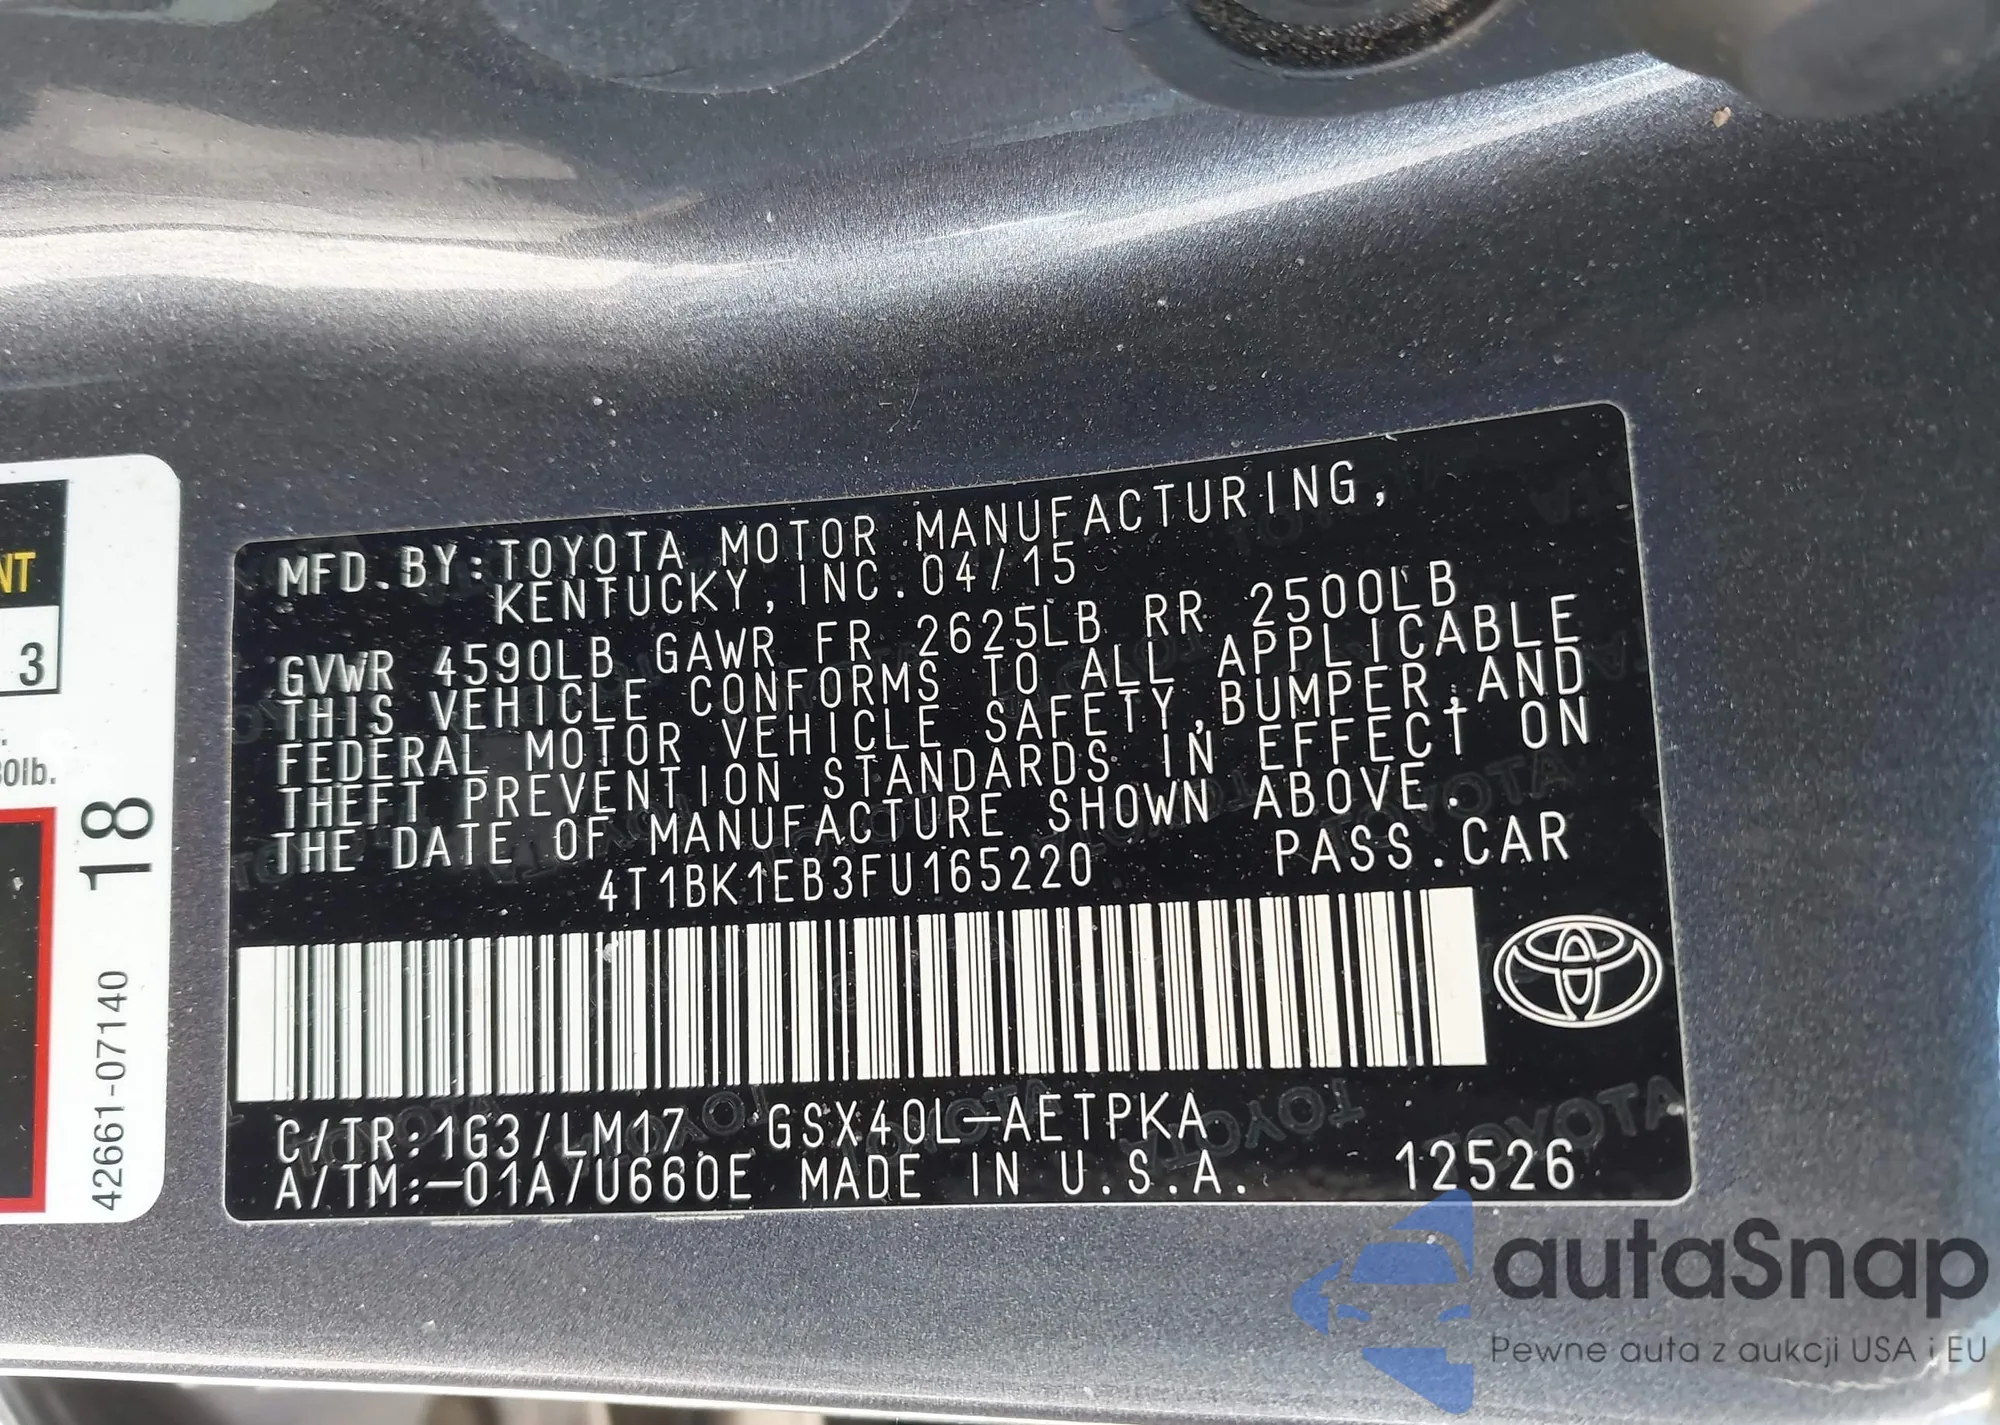 NT
3
30lb.
18
42661-07140
MFD.BY:TOYOTA MOTOR MANUFACTURING,
KENTUCKY, INC. 04/15
GVWR 4590LB GAWR FR 2625LB RR 2500LB
THIS VEHICLE CONFORMS TO ALL APPLICABLE
FEDERAL MOTOR VEHICLE SAFETY,BUMPER,AND
THEFT PREVENTION STANDARDS IN EFFECT ON
THE DATE OF MANUFACTURE SHOWN ABOVE.
4T1BK1EB3FU165220 PASS.CAR
C/TR:1G3/LM17 GSX40L-AETPKA
A/TM:-01A/U660E MADE IN U.S.A. 12526
autaSnap
Pewne auta z aukcji USA i EU